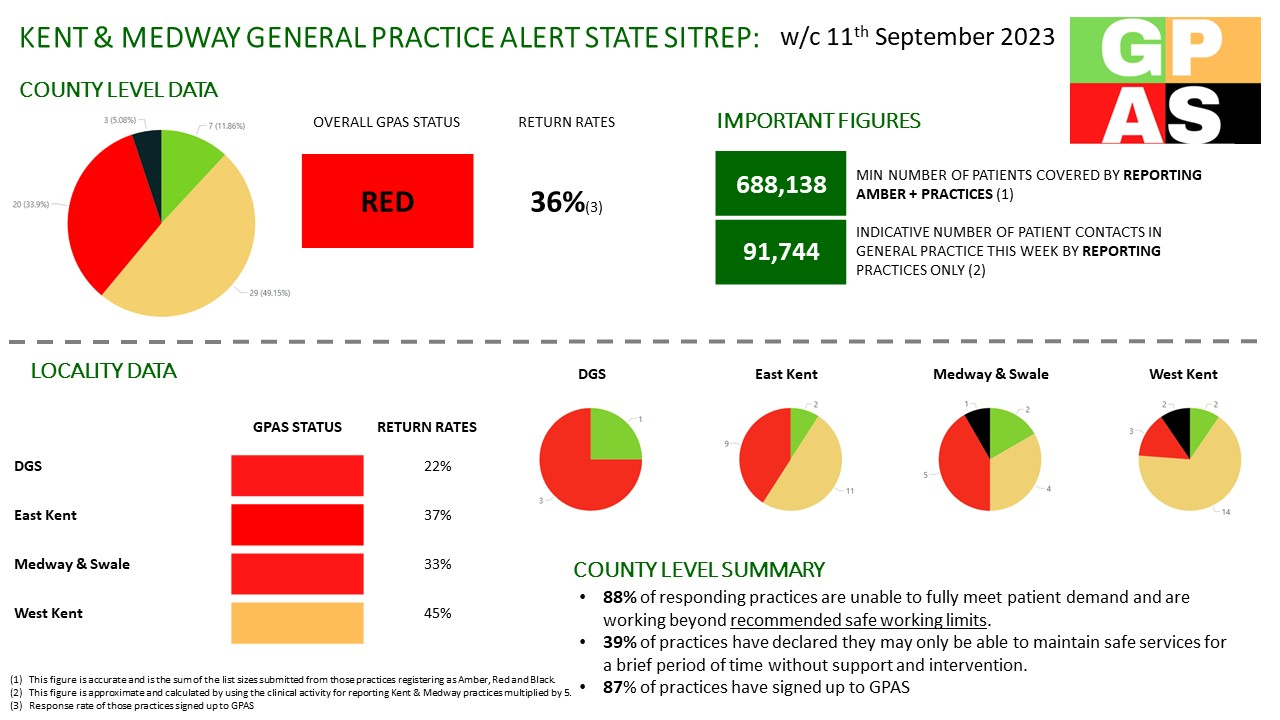 KENT & MEDWAY GENERAL PRACTICE ALERT STATE SITREP: w/c 11th September 2023
GP
AS
COUNTY LEVEL DATA
3 (5.08%)
7 (11.86%)
20 (33.9%)
29 (49.15%)
OVERALL GPAS STATUS
RETURN RATES
RED
36%(3)
IMPORTANT FIGURES
688,138
MIN NUMBER OF PATIENTS COVERED BY REPORTING
AMBER + PRACTICES (1)
91,744
INDICATIVE NUMBER OF PATIENT CONTACTS IN
GENERAL PRACTICE THIS WEEK BY REPORTING
PRACTICES ONLY (2)
LOCALITY DATA
GPAS STATUS RETURN RATES
DGS 22%
East Kent 37%
Medway & Swale 33%
West Kent 45%
DGS
1
3
East Kent
2
9
11
Medway & Swale
1
2
5
4
West Kent
2
2
3
14
COUNTY LEVEL SUMMARY
• 88% of responding practices are unable to fully meet patient demand and are
working beyond recommended safe working limits.
• 39% of practices have declared they may only be able to maintain safe services for
a brief period of time without support and intervention.
• 87% of practices have signed up to GPAS
(1) This figure is accurate and is the sum of the list sizes submitted from those practices registering as Amber, Red and Black.
(2) This figure is approximate and calculated by using the clinical activity for reporting Kent & Medway practices multiplied by 5.
(3) Response rate of those practices signed up to GPAS